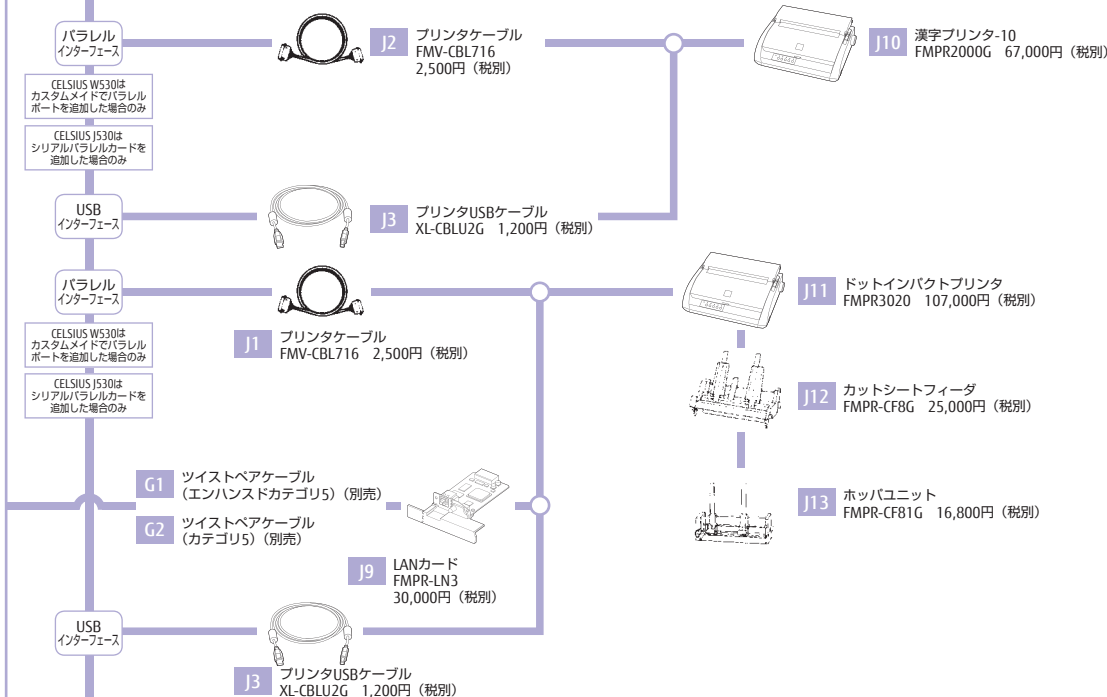 パラレル
インターフェース
J2
プリンタケーブル
FMV-CBL716
2,500円（税別）
J10
漢字プリンタ-10
FMPR2000G 67,000円（税別）
CELSIUS W530は
カスタムメイドでパラレル
ポートを追加した場合のみ
CELSIUS J530は
シリアルパラレルカードを
追加した場合のみ
USB
インターフェース
J3
プリンタUSBケーブル
XL-CBLU2G 1,200円（税別）
パラレル
インターフェース
J1
プリンタケーブル
FMV-CBL716 2,500円（税別）
J11
ドットインパクトプリンタ
FMPR3020 107,000円（税別）
CELSIUS W530は
カスタムメイドでパラレル
ポートを追加した場合のみ
CELSIUS J530は
シリアルパラレルカードを
追加した場合のみ
J12
カットシートフィーダ
FMPR-CF8G 25,000円（税別）
G1
ツイストペアケーブル
（エンハンスドカテゴリ5）（別売）
G2
ツイストペアケーブル
（カテゴリ5）（別売）
J13
ホッパユニット
FMPR-CF81G 16,800円（税別）
J9
LANカード
FMPR-LN3
30,000円（税別）
USB
インターフェース
J3
プリンタUSBケーブル
XL-CBLU2G 1,200円（税別）